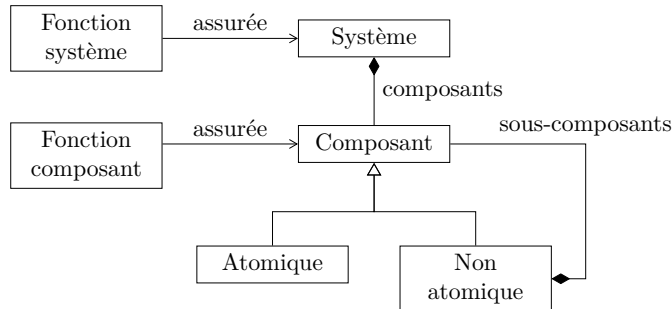 Fonction
système
assurée
Système
composants
Fonction
composant
assurée
Composant
sous-composants
Atomique
Non
atomique